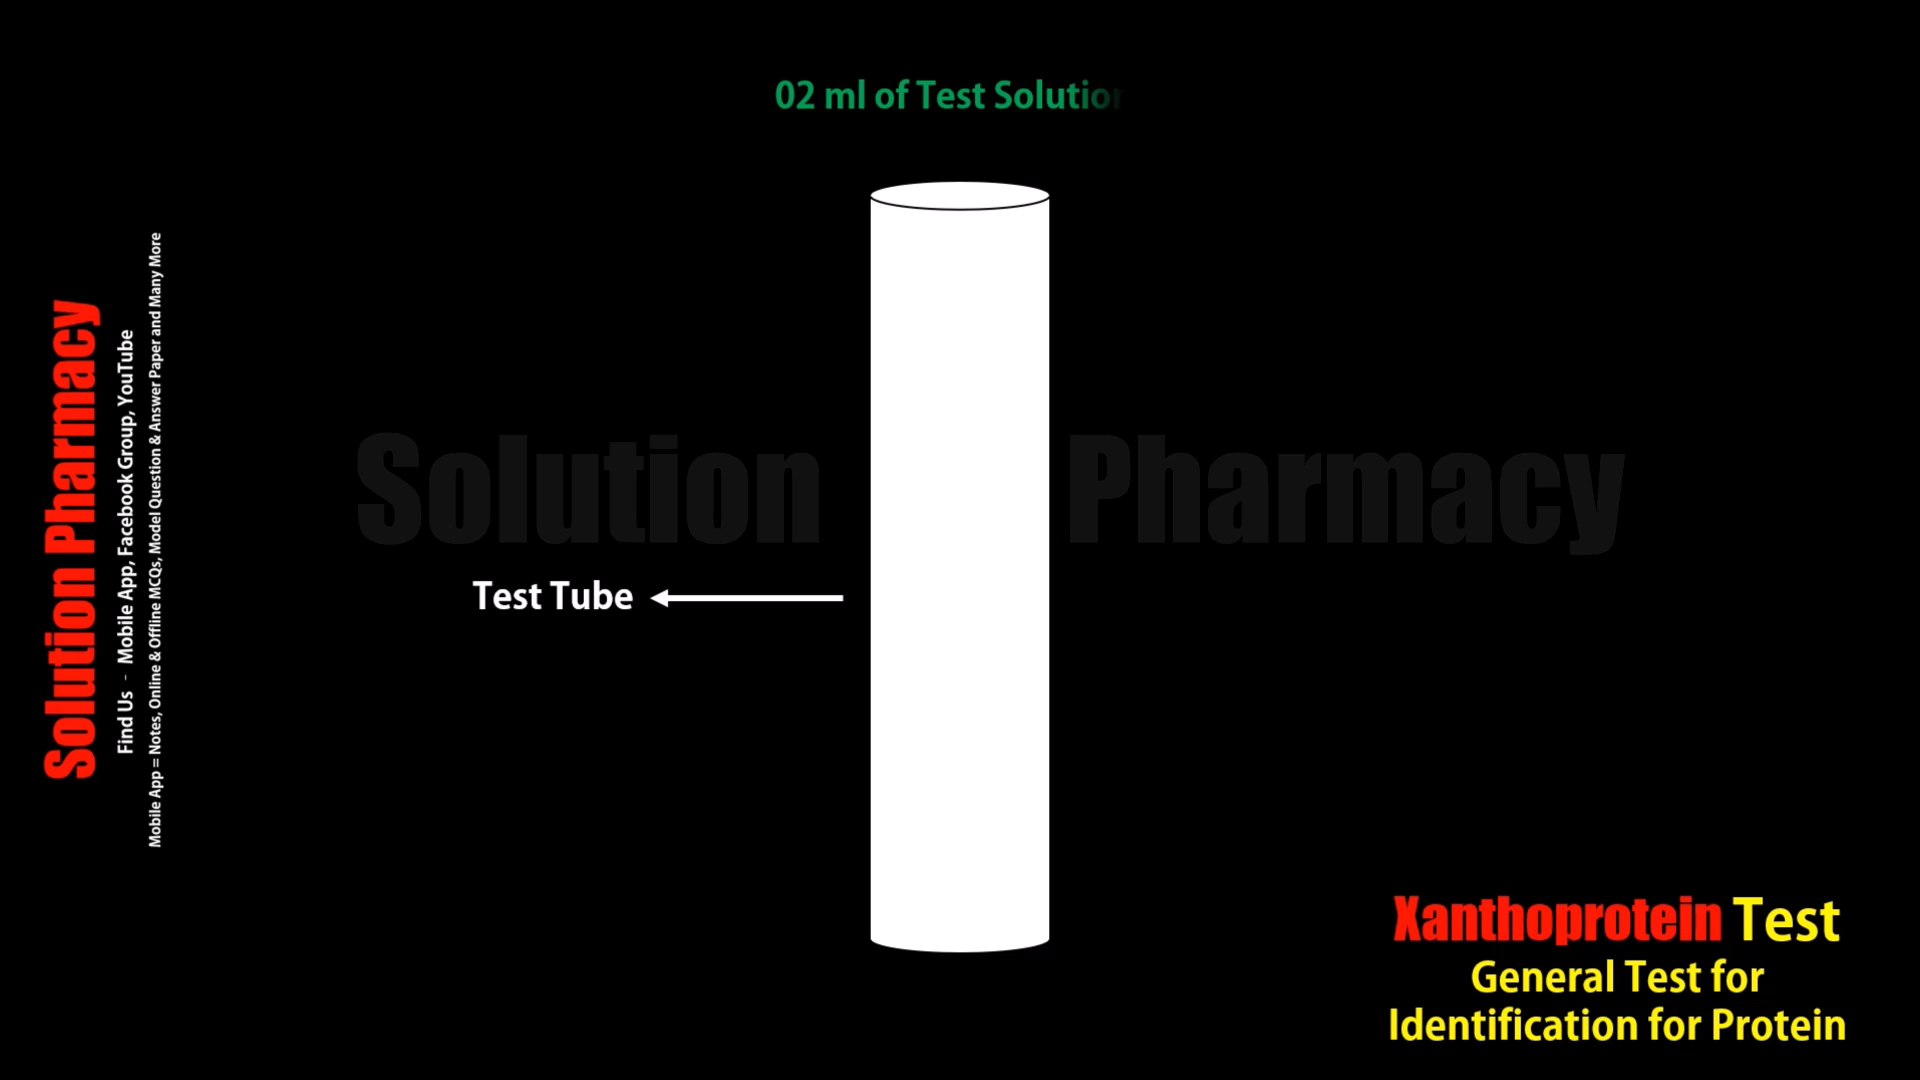 02 ml of Test Solution
Solution Pharmacy
Test Tube
Solution Pharmacy
Find Us - Mobile App, Facebook Group, YouTube
Mobile App = Notes, Online & Offline MCQs, Model Question & Answer Paper and Many More
Xanthoprotein Test
General Test for
Identification for Protein